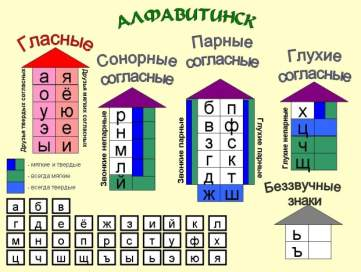 АЛФАВИТИНСК
Гласные
Сонорные
согласные
Парные
согласные
Глухие
согласные
Друзья твердых согласных
а я
о ё
у ю
э е
ы и
Друзья мягких согласных
Звонкие непарные
р
н
м
л
й
Звонкие парные
б п
в ф
з с
г к
д т
ж ш
Глухие парные
Глухие непарные
х
ц
ч
щ
Беззвучные
знаки
ь
ъ
- мягкие и твердые
- всегда мягкие
- всегда твердые
а б в
г д е ё ж з и й к л
м н о п р с т у ф х
ц ч ш щ ъ ы ь э ю я